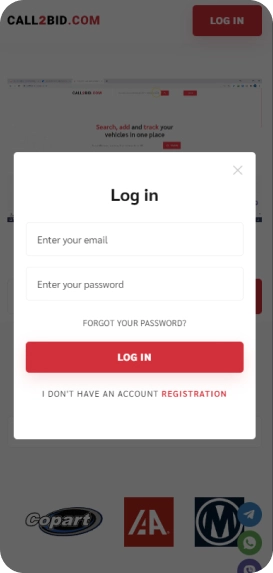 CALL2BID.COM
LOG IN
CALL2BID.COM
Search, add and track your
vehicles in one place
Log in
Enter your email
Enter your password
FORGOT YOUR PASSWORD?
LOG IN
I DON'T HAVE AN ACCOUNT REGISTRATION
Copart
IAA
M